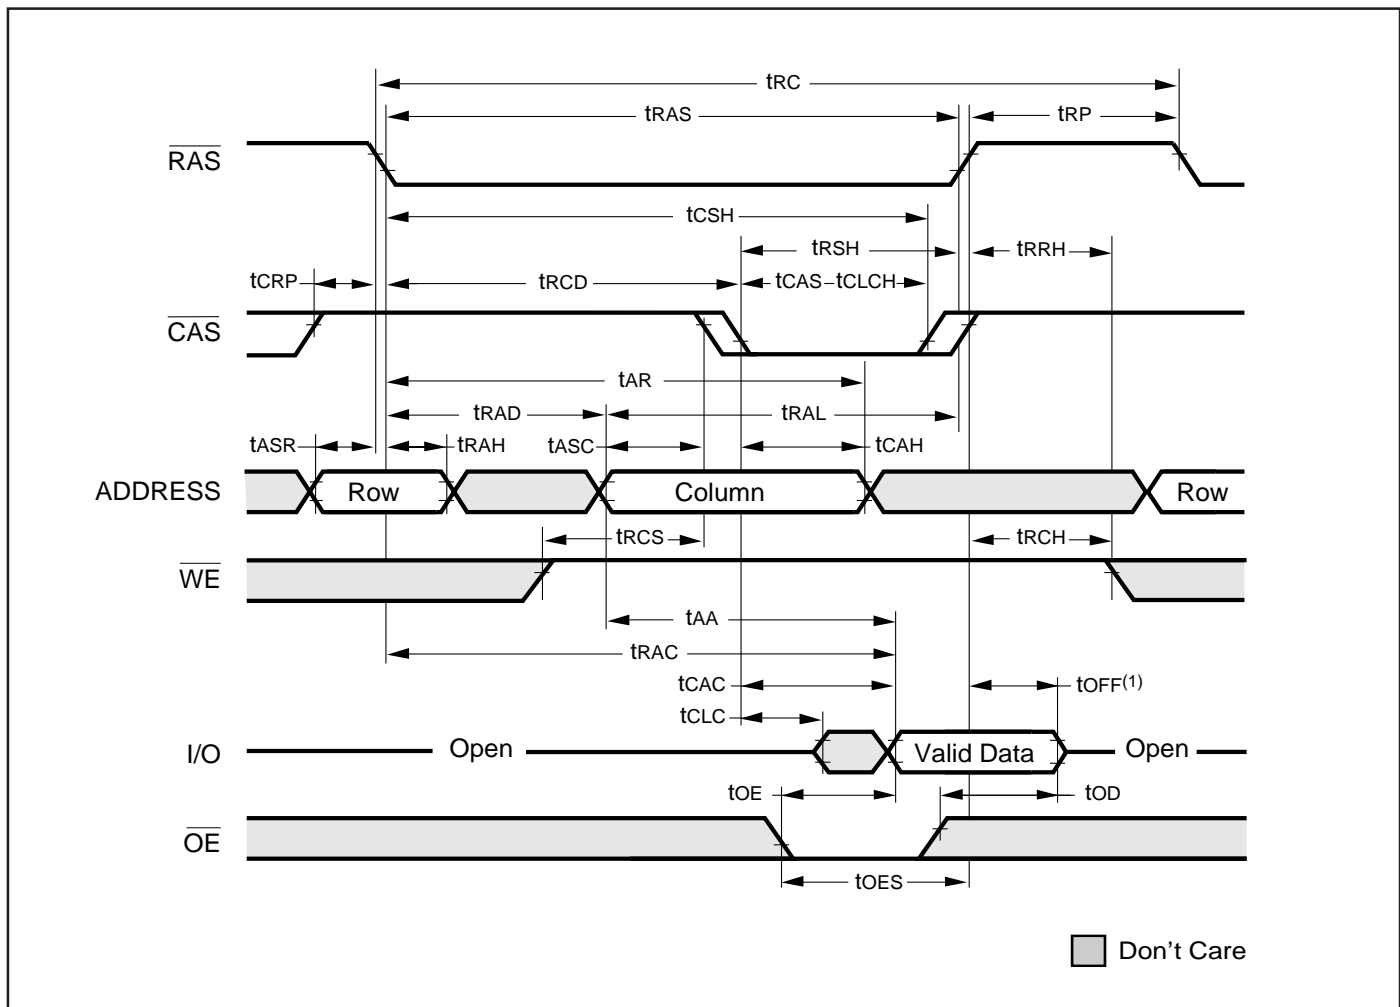 tRC
tRAS tRP
RAS
tCSH
tRSH tRRH
tCRP tRCD tCAS tCLCH
CAS
tAR
tRAD tRAL
tASR tRAH tASC tCAH
ADDRESS Row Column Row
tRCS tRCH
WE
tAA
tRAC
tCAC tOFF(1)
tCLC
I/O Open Valid Data Open
tOE tOD
OE
tOES
Don't Care